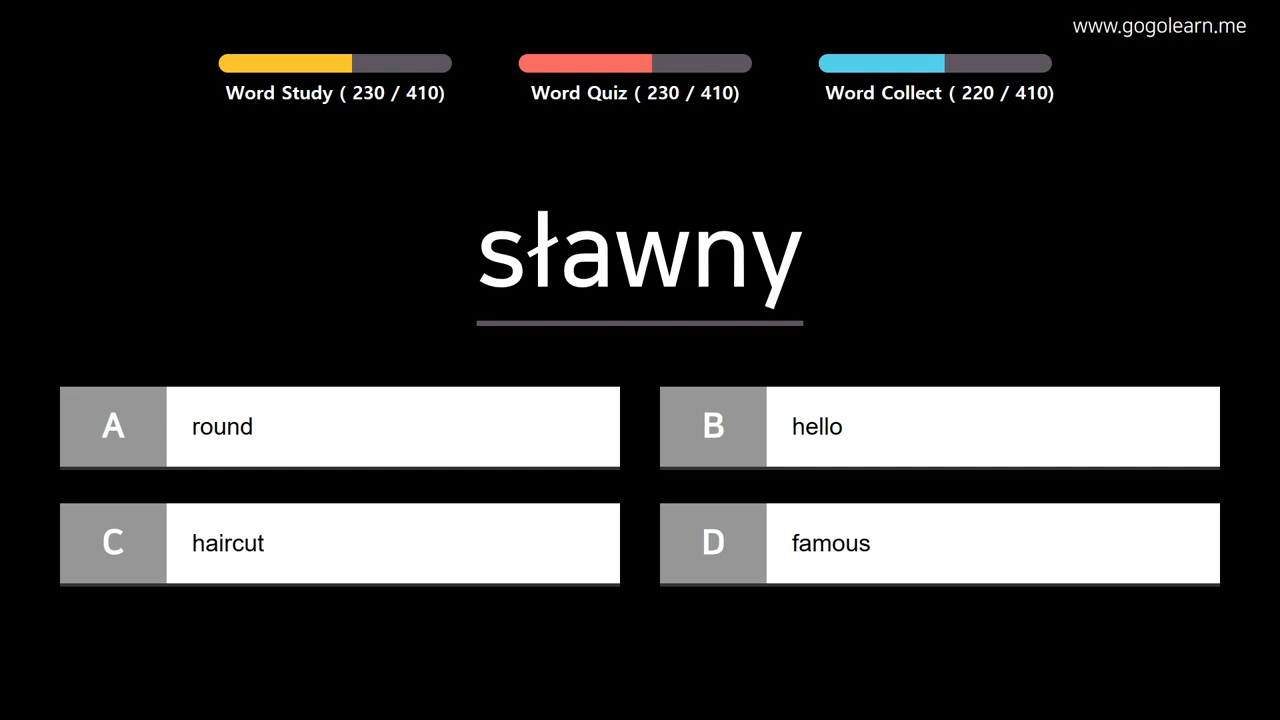 www.gogolearn.me
Word Study ( 230 / 410)
Word Quiz ( 230 / 410)
Word Collect ( 220 / 410)
sławny
A round
B hello
C haircut
D famous